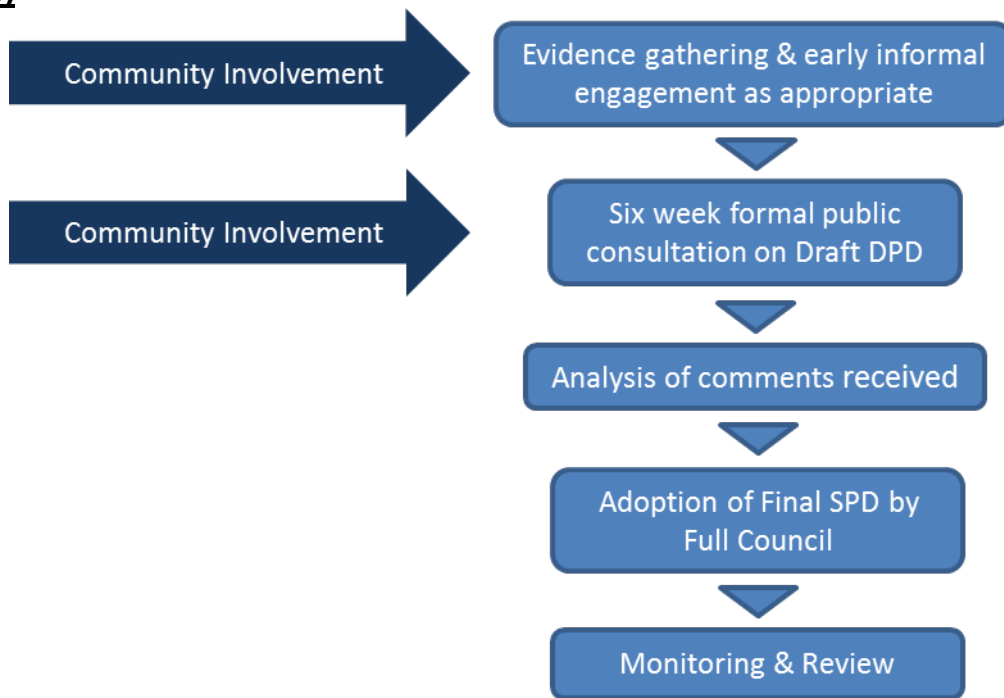 Community Involvement
Evidence gathering & early informal
engagement as appropriate
Community Involvement
Six week formal public
consultation on Draft DPD
Analysis of comments received
Adoption of Final SPD by
Full Council
Monitoring & Review